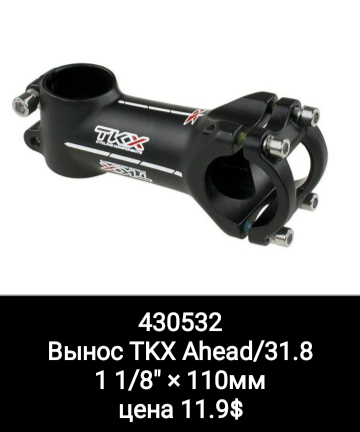 TKX
430532
Вынос TKX Ahead/31.8
1 1/8" × 110мм
цена 11.9$